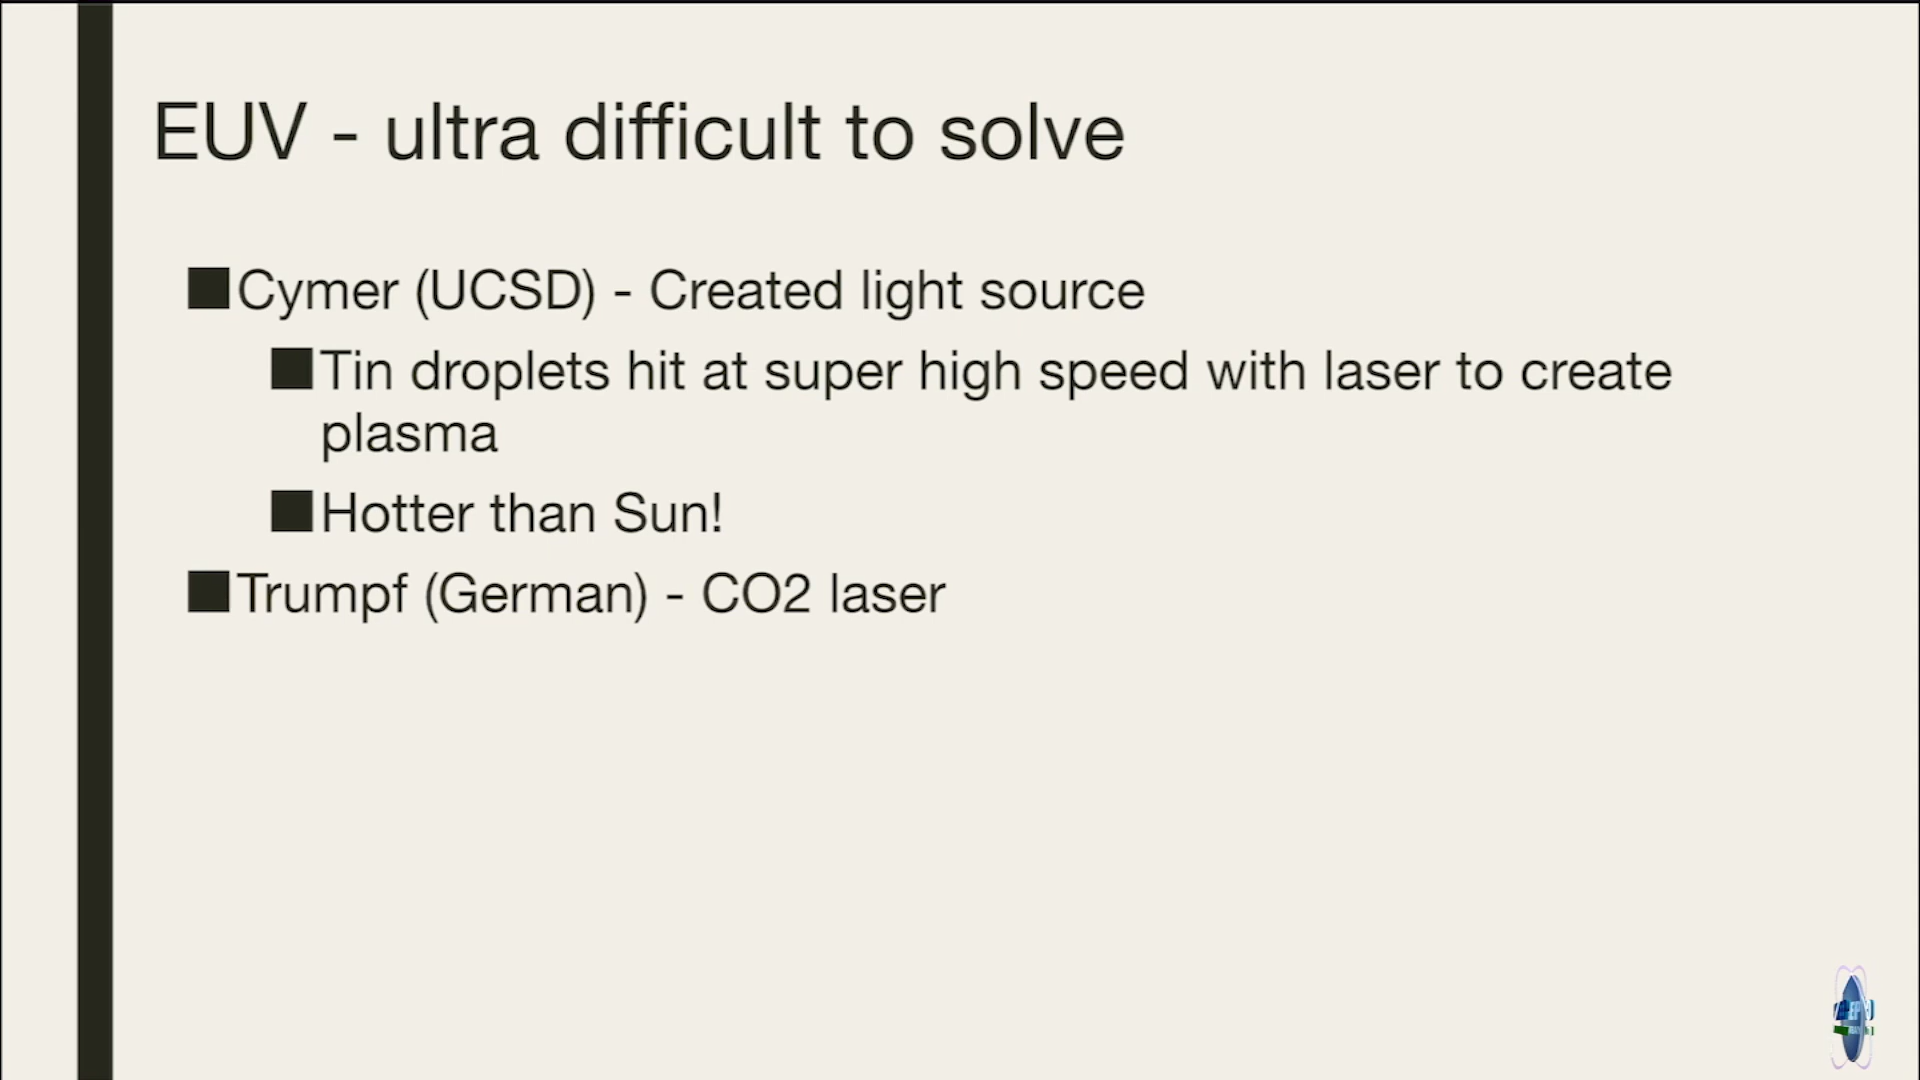 EUV - ultra difficult to solve
Cymer (UCSD) - Created light source
Tin droplets hit at super high speed with laser to create
plasma
Hotter than Sun!
Trumpf (German) - CO2 laser